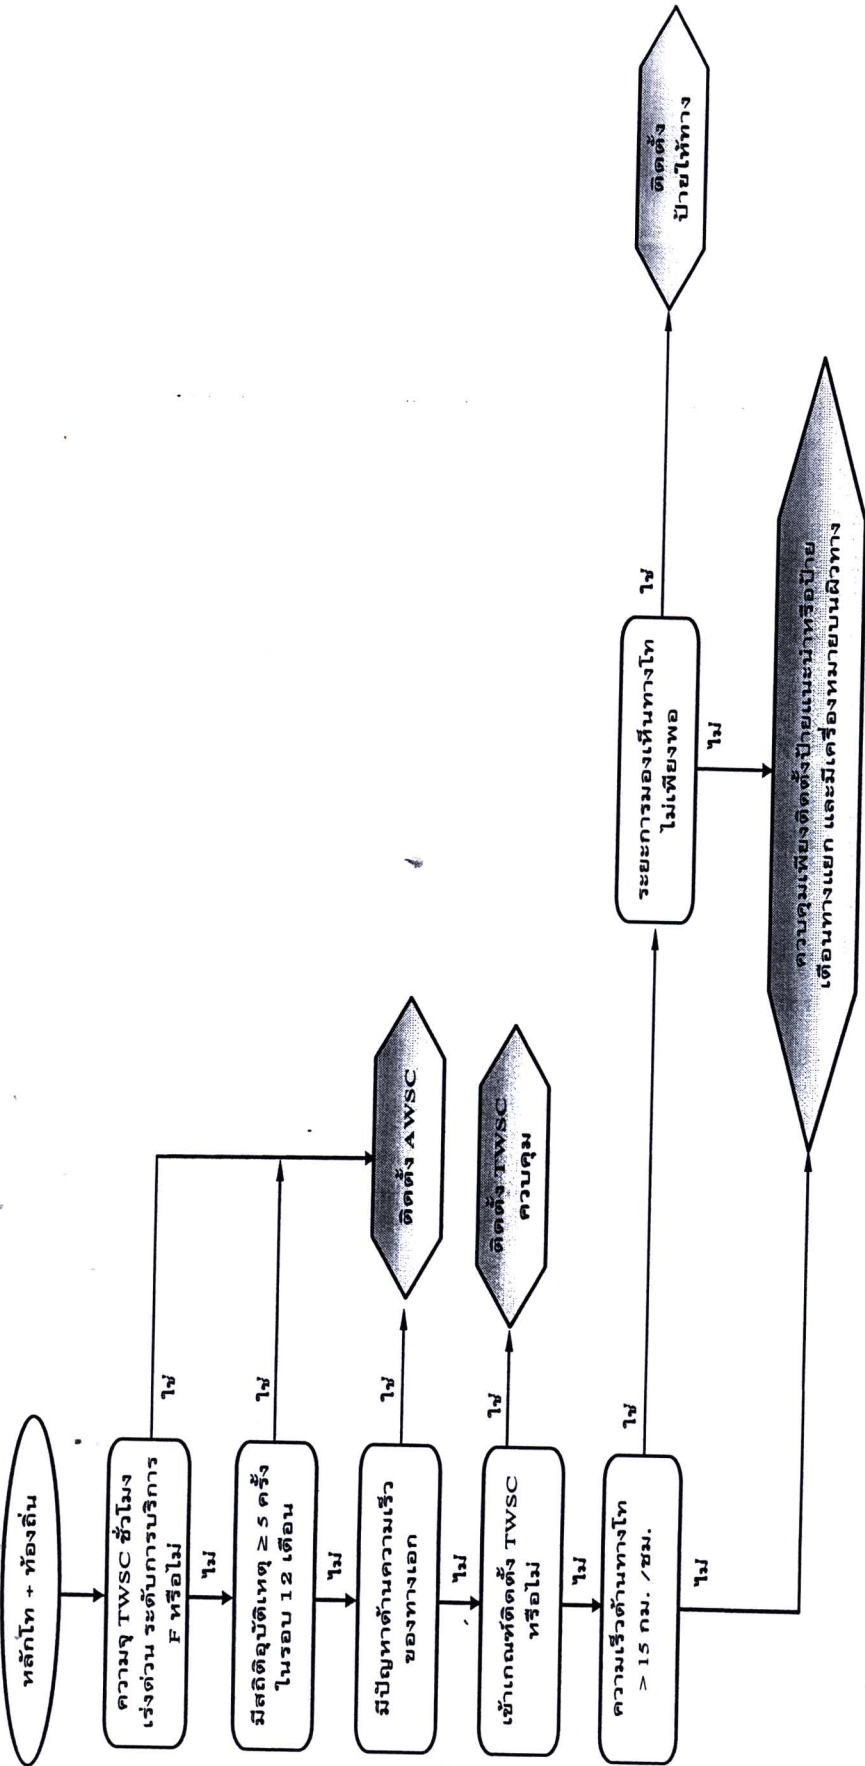 หลักโท + ท้องถิ่น
ความจุ TWSC ชั่วโมง
เร่งด่วน ระดับการบริการ
F หรือไม่
ใช่
ไม่
มีสถิติอุบัติเหตุ ≥ 5 ครั้ง
ในรอบ 12 เดือน
ใช่
ไม่
มีปัญหาด้านความเร็ว
ของทางเอก
ใช่
ติดตั้ง AWSC
ไม่
เข้าเกณฑ์ติดตั้ง TWSC
หรือไม่
ใช่
ติดตั้ง TWSC
ควบคุม
ไม่
ความเร็วด้านทางโท
> 15 กม. /ชม.
ใช่
ไม่
ระยะการมองเห็นทางโท
ไม่เพียงพอ
ใช่
ติดตั้ง
ป้ายให้ทาง
ไม่
ควบคุมเพียงติดตั้งป้ายแนะนำหรือป้าย
เตือนทางแยก และมีเครื่องหมายบนผิวทาง